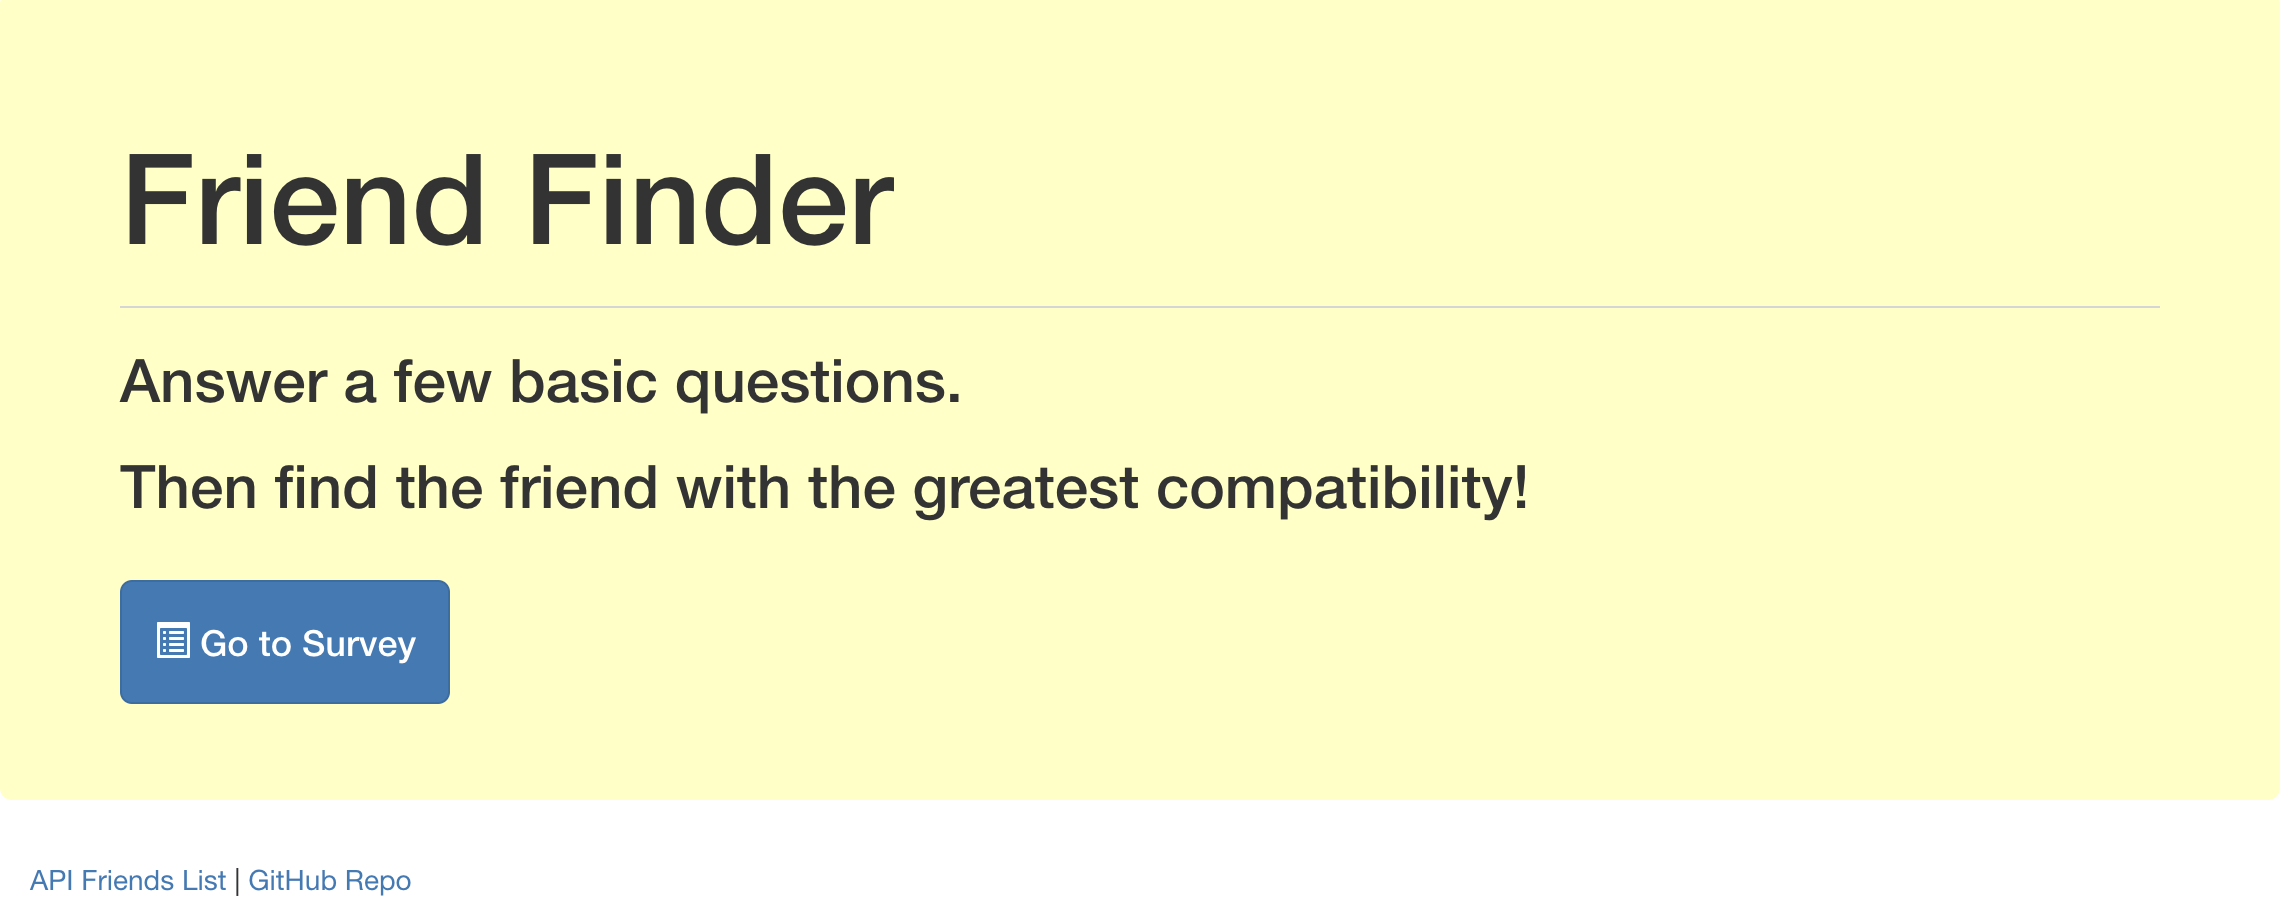 Friend Finder
Answer a few basic questions.
Then find the friend with the greatest compatibility!
Go to Survey
API Friends List | GitHub Repo